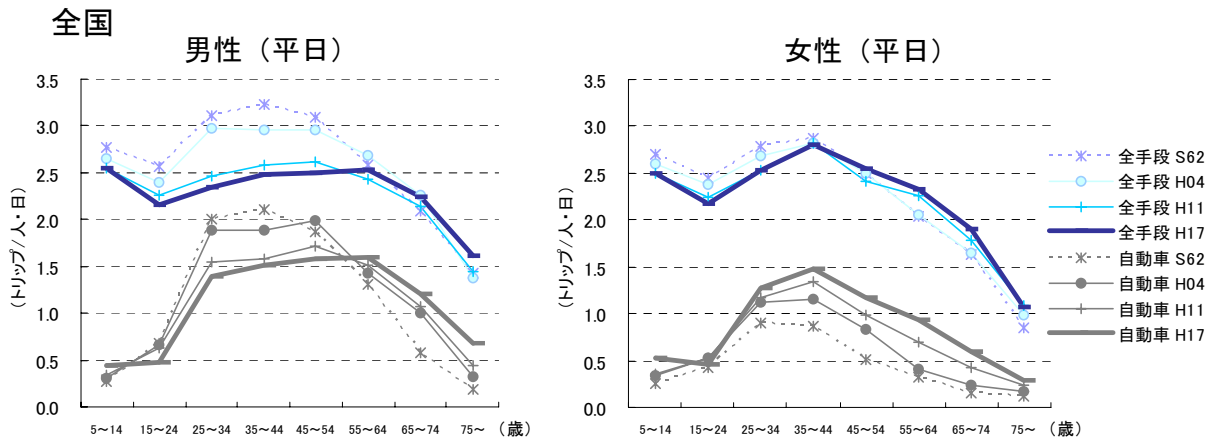 全国
男性（平日）
3.5
3.0
2.5
2.0
1.5
1.0
0.5
0.0
（トリップ/人・日）
5～14 15～24 25～34 35～44 45～54 55～64 65～74 75～ （歳）
女性（平日）
3.5
3.0
2.5
2.0
1.5
1.0
0.5
0.0
（トリップ/人・日）
5～14 15～24 25～34 35～44 45～54 55～64 65～74 75～ （歳）
全手段 S62
全手段 H04
全手段 H11
全手段 H17
自動車 S62
自動車 H04
自動車 H11
自動車 H17